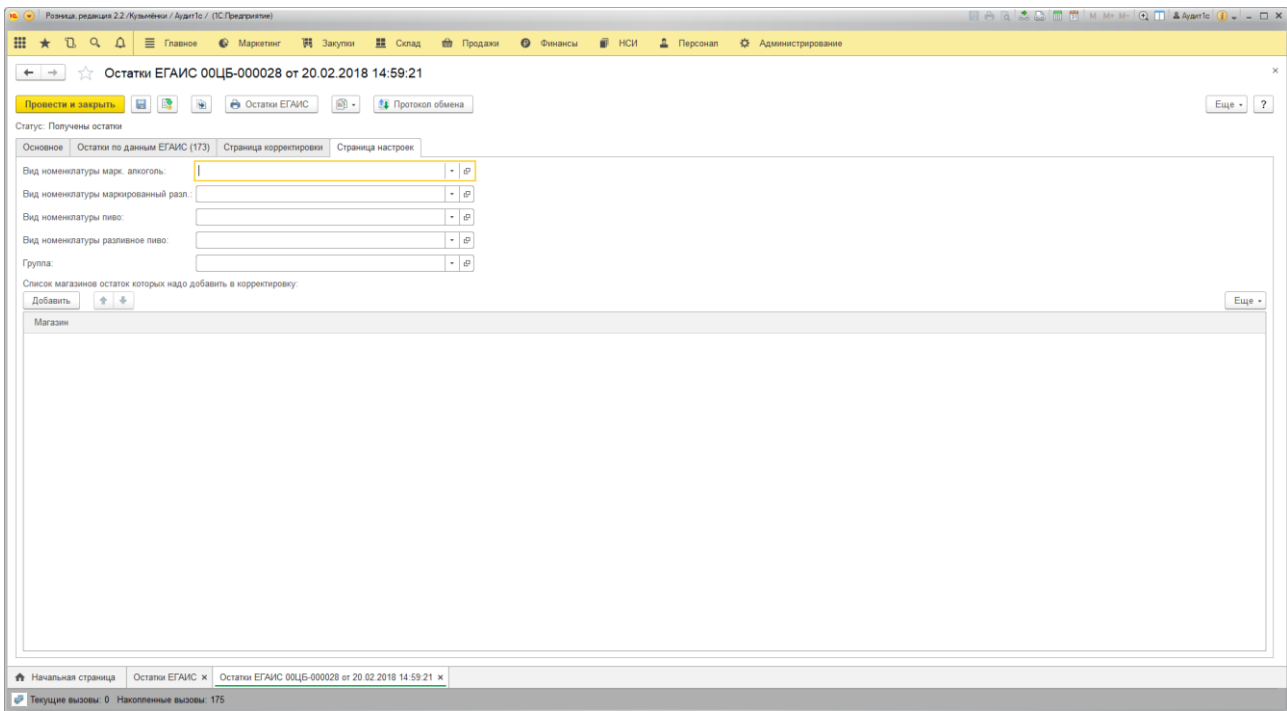 Розница, редакция 2.2 /Кузьмёнки / Аудит1с / (1С:Предприятие)
M M+ M- Аудит1с
Главное Маркетинг Закупки Склад Продажи Финансы НСИ Персонал Администрирование
Остатки ЕГАИС 00ЦБ-000028 от 20.02.2018 14:59:21
Провести и закрыть Остатки ЕГАИС Протокол обмена Еще ?
Статус: Получены остатки
Основное Остатки по данным ЕГАИС (173) Страница корректировки Страница настроек
Вид номенклатуры марк. алкоголь:
Вид номенклатуры маркированный разл.:
Вид номенклатуры пиво:
Вид номенклатуры разливное пиво:
Группа:
Список магазинов остаток которых надо добавить в корректировку:
Добавить Еще
Магазин
Начальная страница Остатки ЕГАИС × Остатки ЕГАИС 00ЦБ-000028 от 20.02.2018 14:59:21 ×
Текущие вызовы: 0 Накопленные вызовы: 175